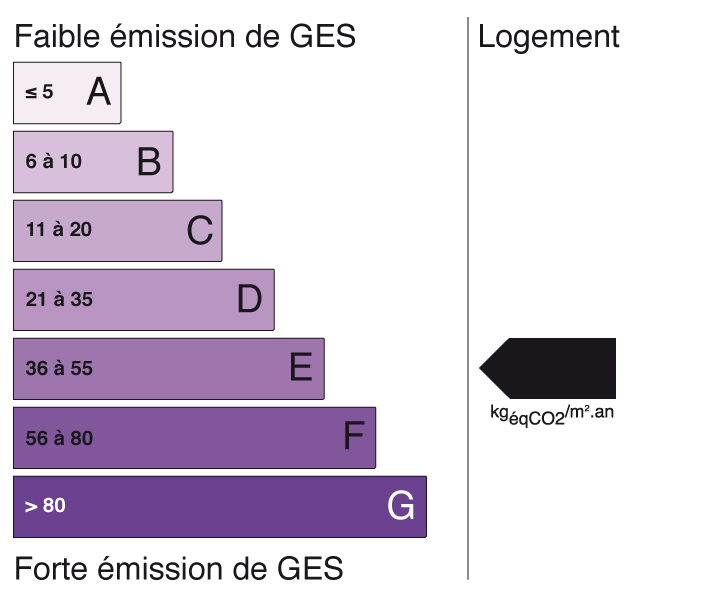 Faible émission de GES
Logement
≤ 5 A
6 à 10 B
11 à 20 C
21 à 35 D
36 à 55 E
kgéqCO2/m².an
56 à 80 F
> 80 G
Forte émission de GES